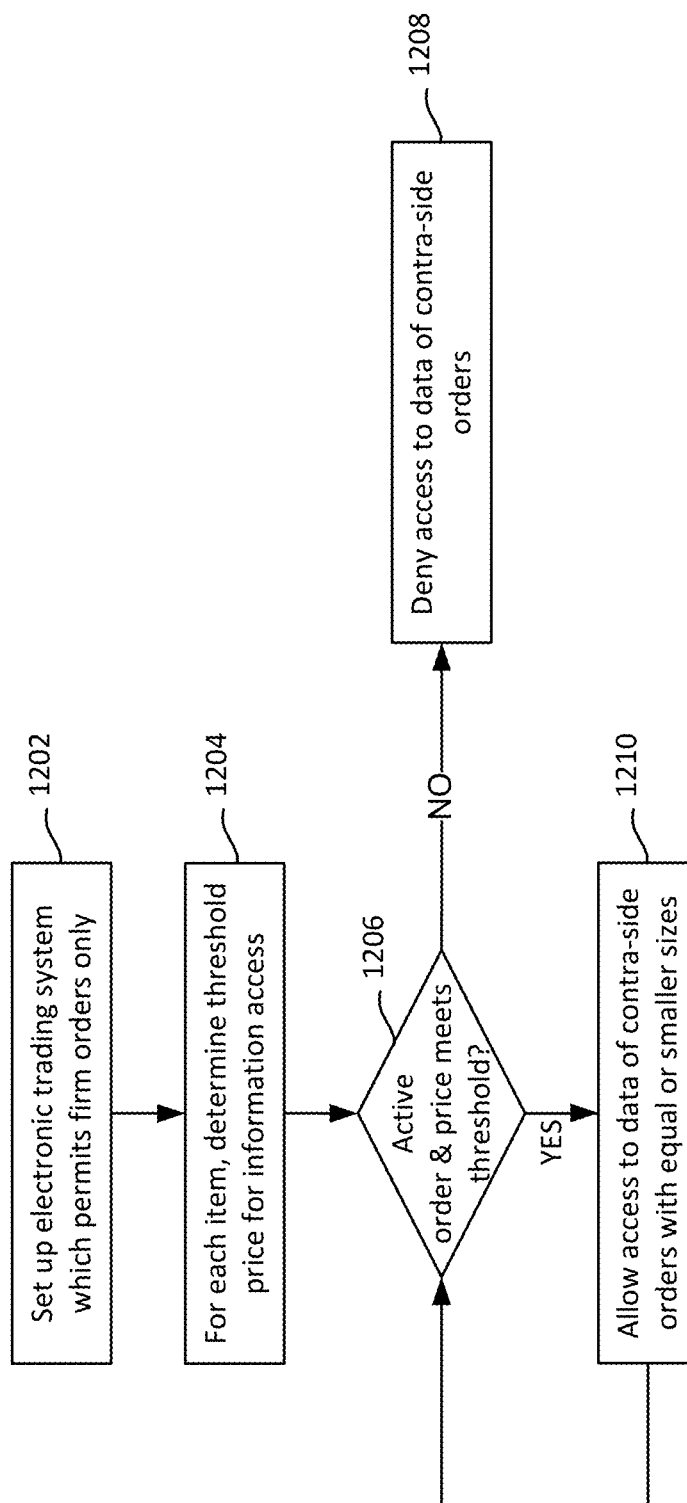 Set up electronic trading system
which permits firm orders only
1202
For each item, determine threshold
price for information access
1204
Active
order & price meets
threshold?
1206
NO
Deny access to data of contra-side
orders
1208
YES
Allow access to data of contra-side
orders with equal or smaller sizes
1210